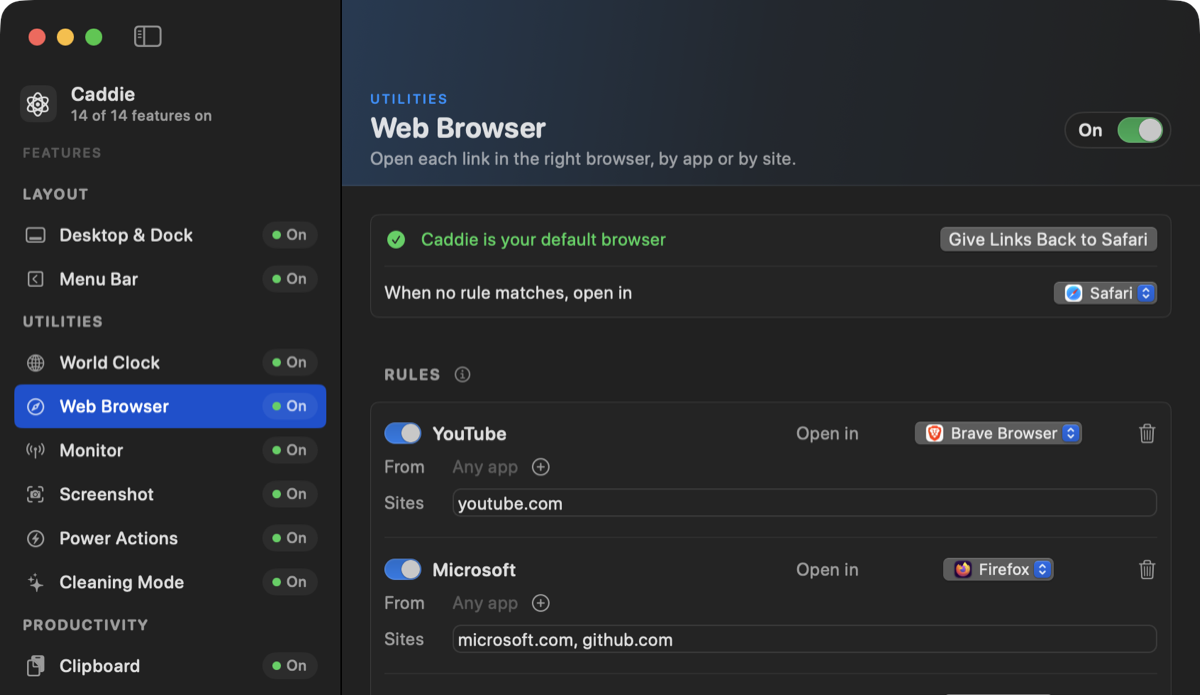 Caddie
14 of 14 features on
FEATURES
LAYOUT
Desktop & Dock On
Menu Bar On
UTILITIES
World Clock On
Web Browser On
Monitor On
Screenshot On
Power Actions On
Cleaning Mode On
PRODUCTIVITY
Clipboard On
UTILITIES
Web Browser
Open each link in the right browser, by app or by site.
On
Caddie is your default browser Give Links Back to Safari
When no rule matches, open in Safari
RULES
YouTube Open in Brave Browser
From Any app
Sites youtube.com
Microsoft Open in Firefox
From Any app
Sites microsoft.com, github.com